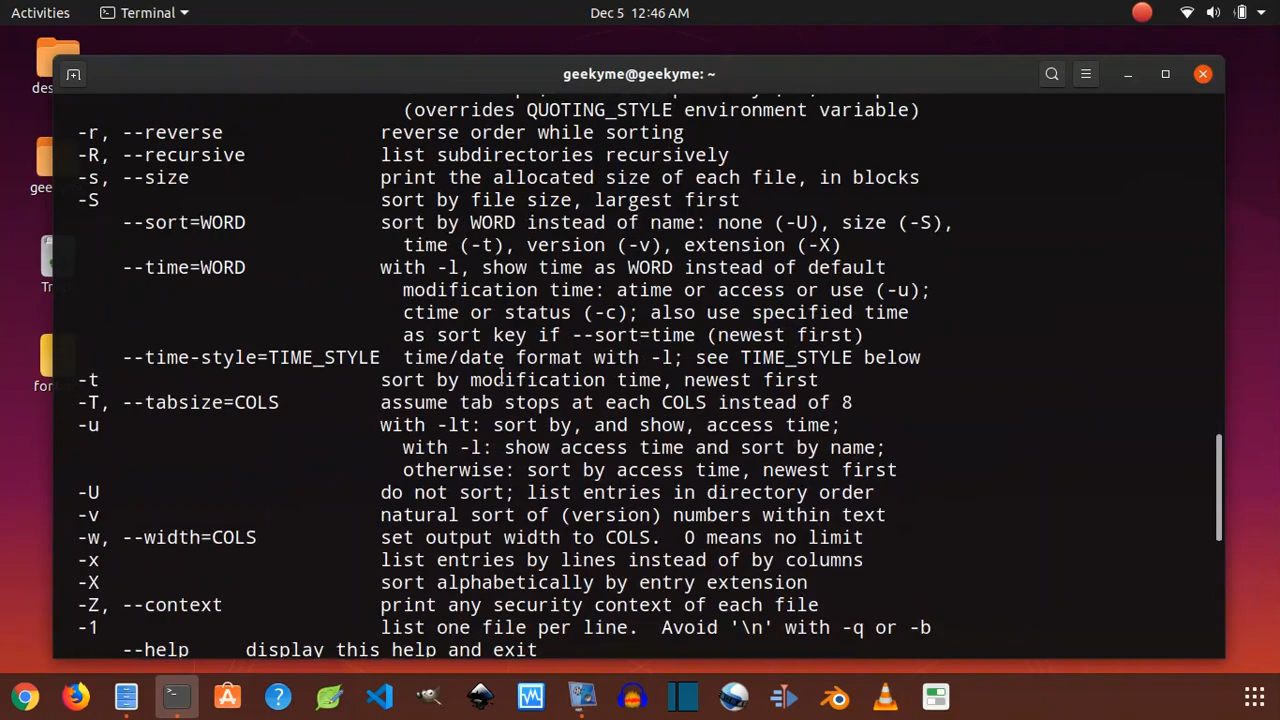 Activities
Terminal
Dec 5 12:46 AM
geekyme@geekyme: ~
(overrides QUOTING_STYLE environment variable)
-r, --reverse reverse order while sorting
-R, --recursive list subdirectories recursively
-s, --size print the allocated size of each file, in blocks
-S sort by file size, largest first
--sort=WORD sort by WORD instead of name: none (-U), size (-S),
time (-t), version (-v), extension (-X)
--time=WORD with -l, show time as WORD instead of default
modification time: atime or access or use (-u);
ctime or status (-c); also use specified time
as sort key if --sort=time (newest first)
--time-style=TIME_STYLE time/date format with -l; see TIME_STYLE below
-t sort by modification time, newest first
-T, --tabsize=COLS assume tab stops at each COLS instead of 8
-u with -lt: sort by, and show, access time;
with -l: show access time and sort by name;
otherwise: sort by access time, newest first
-U do not sort; list entries in directory order
-v natural sort of (version) numbers within text
-w, --width=COLS set output width to COLS. 0 means no limit
-x list entries by lines instead of by columns
-X sort alphabetically by entry extension
-Z, --context print any security context of each file
-1 list one file per line. Avoid '\n' with -q or -b
--help display this help and exit